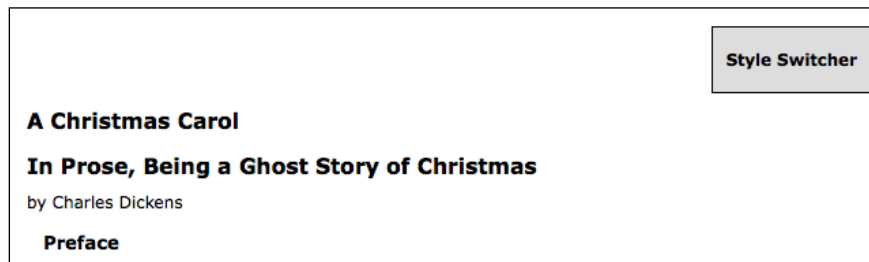 Style Switcher
A Christmas Carol
In Prose, Being a Ghost Story of Christmas
by Charles Dickens
Preface